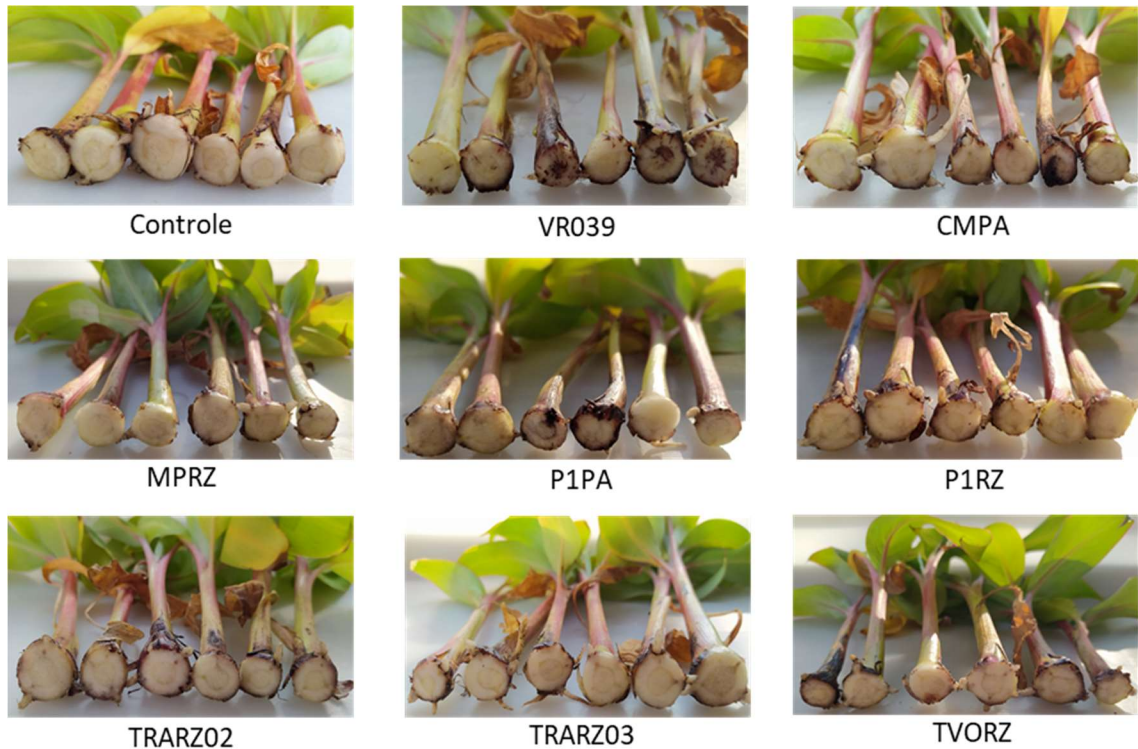 Controle
VR039
CMPA
MPRZ
P1PA
P1RZ
TRARZ02
TRARZ03
TVORZ